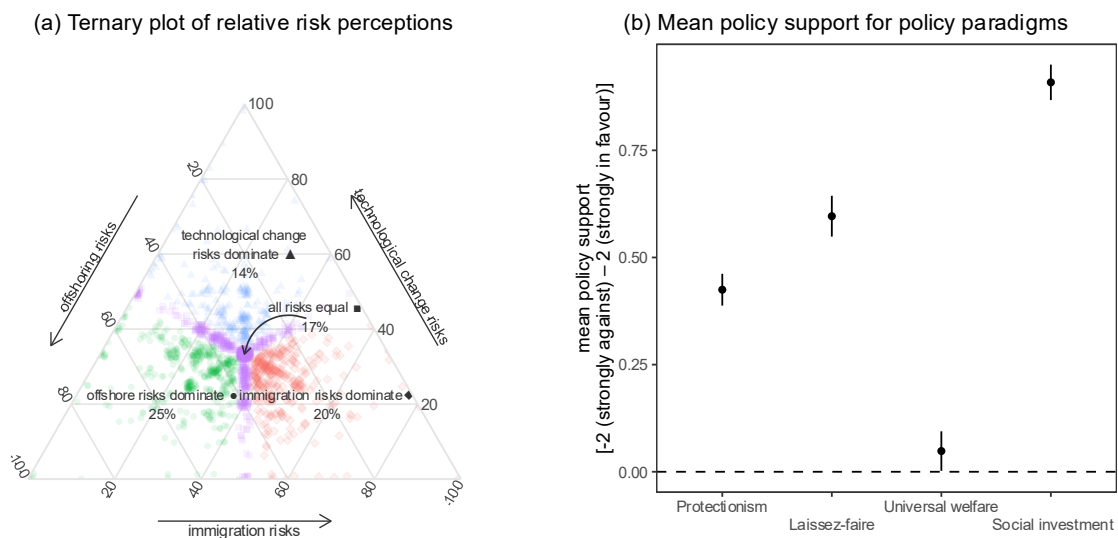 (a) Ternary plot of relative risk perceptions
100
20
80
technological change
risks dominate ▲
14%
40
60
offshoring risks
technological change risks
all risks equal ■
17%
60
40
offshore risks dominate ●
25%
immigration risks dominate ◆
20%
80
20
100
20
40
60
80
100
immigration risks
(b) Mean policy support for policy paradigms
mean policy support
[-2 (strongly against) – 2 (strongly in favour)]
0.75
0.50
0.25
0.00
Protectionism
Laissez-faire
Universal welfare
Social investment